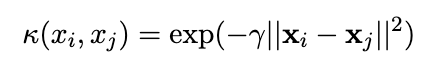 κ(x_i, x_j) = exp(−γ||𝐱_i − 𝐱_j||²)